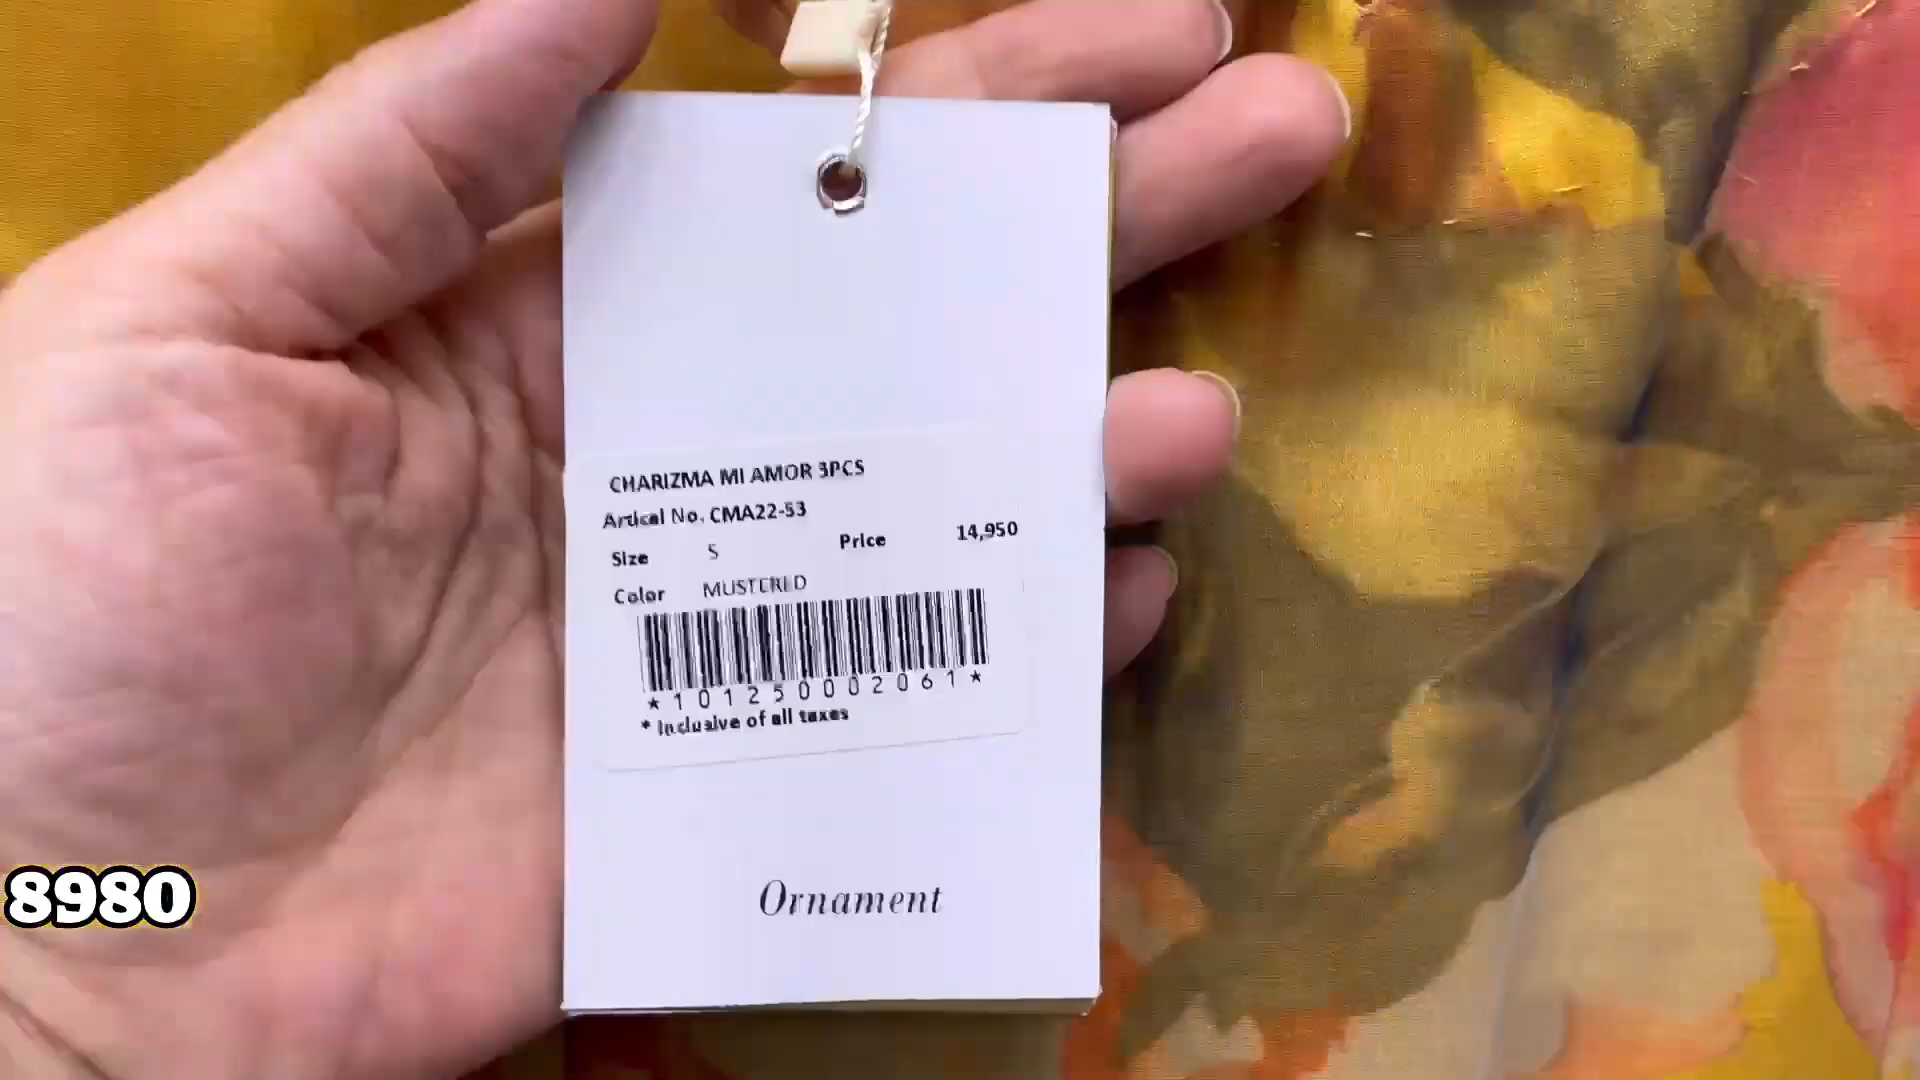 CHARIZMA MI AMOR 3PCS
Artical No. CMA22-53
Size S Price 14,950
Color MUSTERED
*101250002061*
* Inclusive of all taxes
Ornament
8980